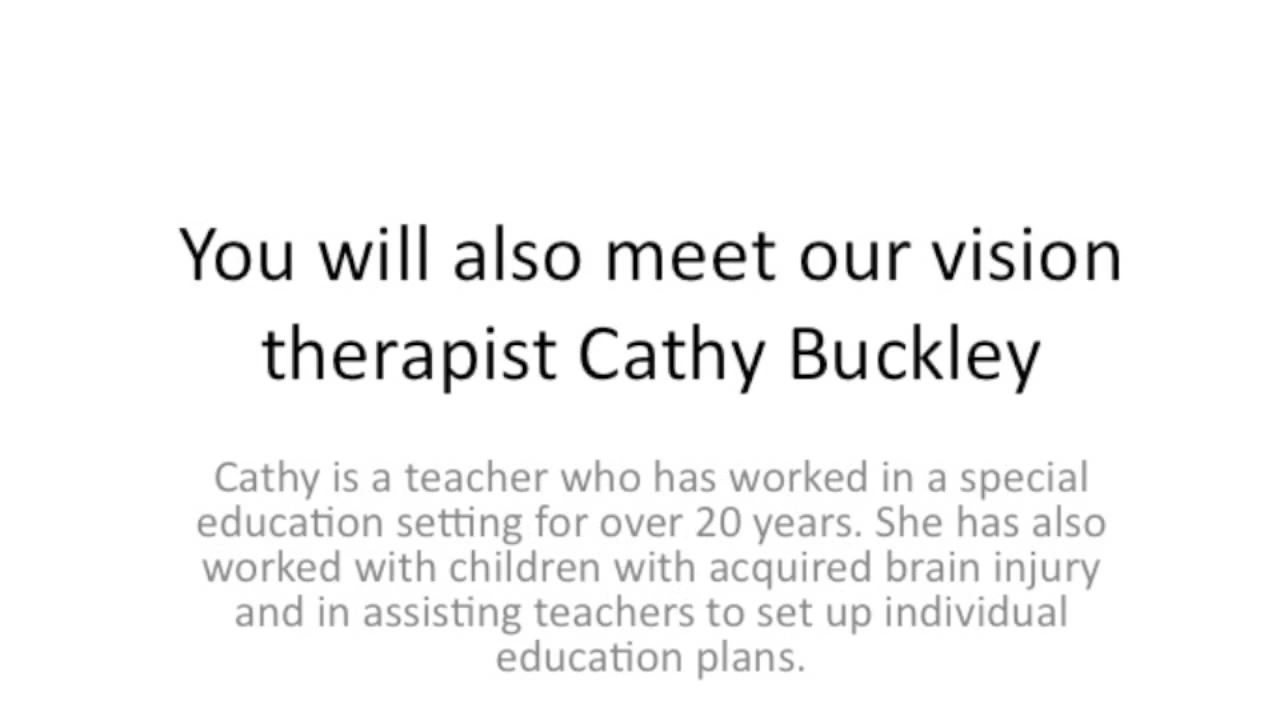 You will also meet our vision
therapist Cathy Buckley
Cathy is a teacher who has worked in a special
education setting for over 20 years. She has also
worked with children with acquired brain injury
and in assisting teachers to set up individual
education plans.